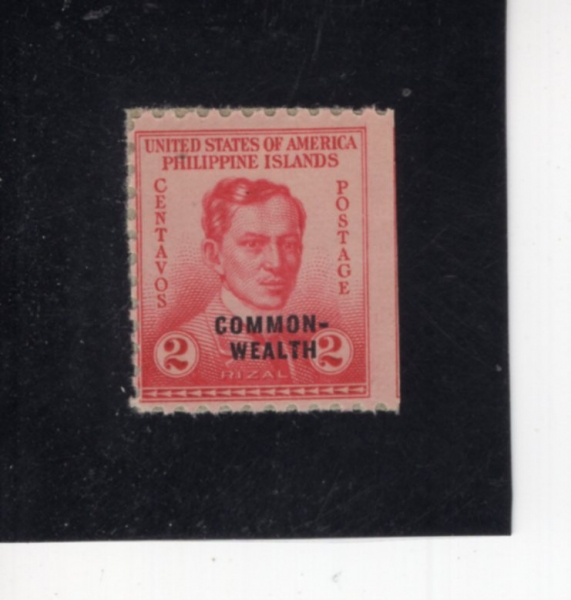 UNITED STATES OF AMERICA
PHILIPPINE ISLANDS
CENTAVOS
POSTAGE
COMMON-
WEALTH
2
2
RIZAL